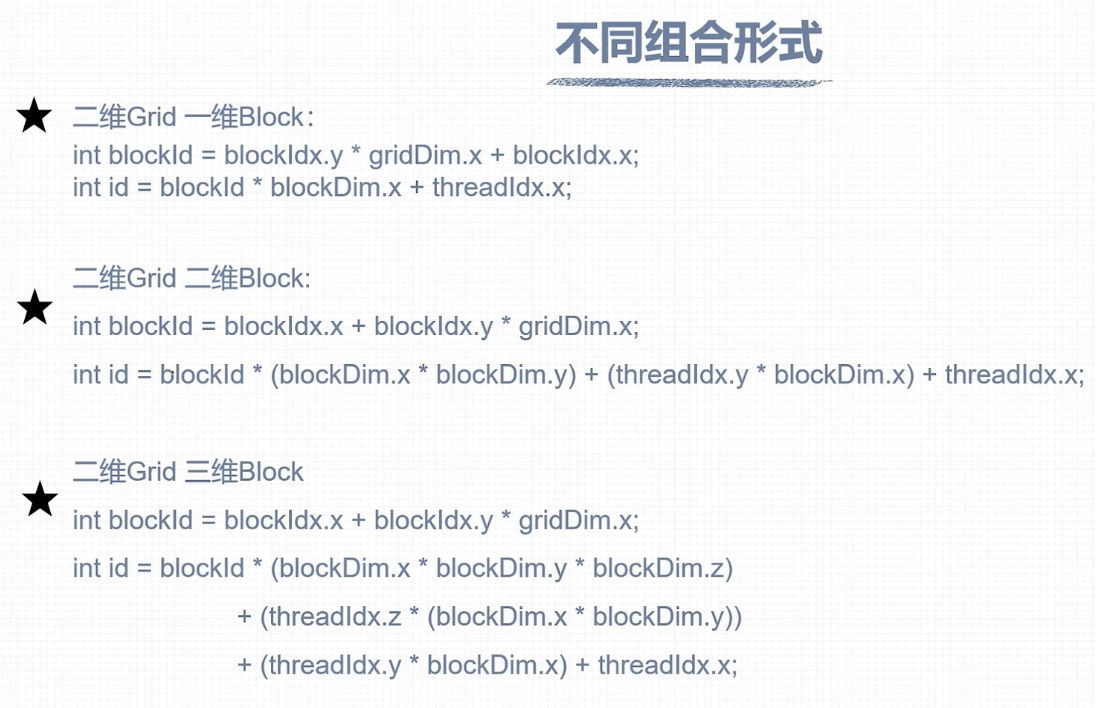 不同组合形式
二维Grid 一维Block：
int blockId = blockIdx.y * gridDim.x + blockIdx.x;
int id = blockId * blockDim.x + threadIdx.x;
二维Grid 二维Block:
int blockId = blockIdx.x + blockIdx.y * gridDim.x;
int id = blockId * (blockDim.x * blockDim.y) + (threadIdx.y * blockDim.x) + threadIdx.x;
二维Grid 三维Block
int blockId = blockIdx.x + blockIdx.y * gridDim.x;
int id = blockId * (blockDim.x * blockDim.y * blockDim.z)
+ (threadIdx.z * (blockDim.x * blockDim.y))
+ (threadIdx.y * blockDim.x) + threadIdx.x;